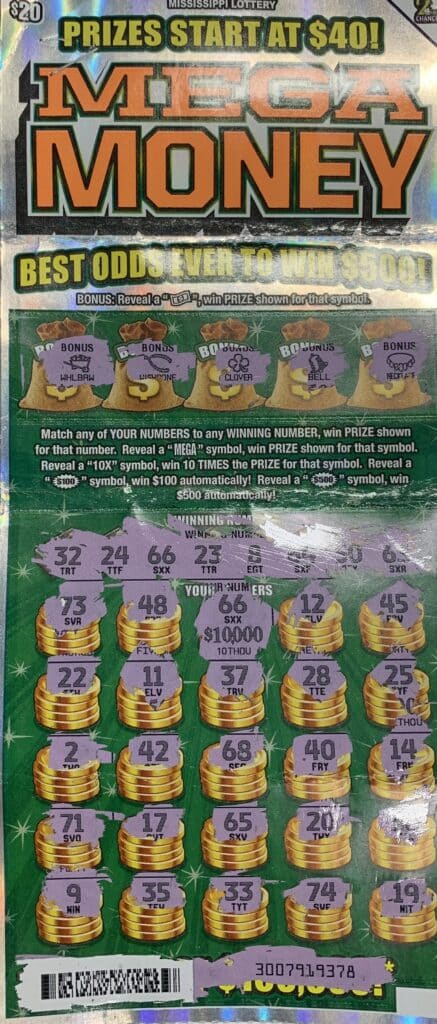 $20
MISSISSIPPI LOTTERY
PRIZES START AT $40!
MEGA
MONEY
BEST ODDS EVER TO WIN $500!
BONUS: Reveal a " ", win PRIZE shown for that symbol.
BONUS BONUS BONUS BONUS
WHLBRW WISHBONE CLOVER BELL
Match any of YOUR NUMBERS to any WINNING NUMBER, win PRIZE shown
for that number. Reveal a "MEGA" symbol, win PRIZE shown for that symbol.
Reveal a "10X" symbol, win 10 TIMES the PRIZE for that symbol. Reveal a
"$100" symbol, win $100 automatically! Reveal a "$500" symbol, win
$500 automatically!
32 24 66 23 8
TRT TTF SXX TTR EGT SXX SXR
YOUR NUMBERS
73 48 66 12 45
SVR SXX
$10,000
10THOU
22 11 37 28 25
ELV TRV TTE
2 42 68 40 14
FRY
71 17 65 20
SVO SXV
9 35 33 74 19
NIN TYT NIT
3007919378